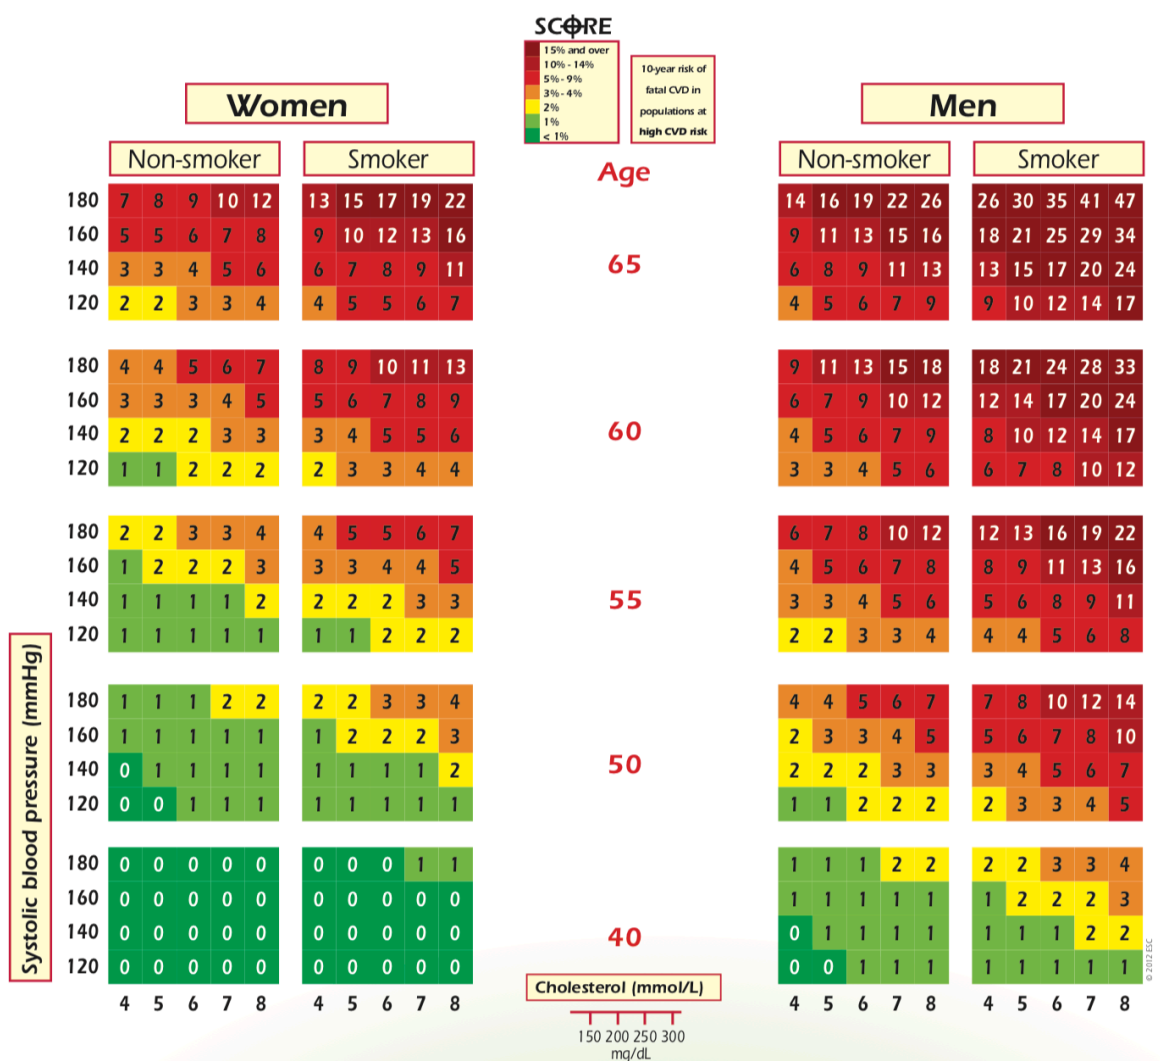 SCORE
15% and over
10% - 14%
5% - 9%
3% - 4%
2%
1%
< 1%
10-year risk of
fatal CVD in
populations at
high CVD risk
Women
Men
Non-smoker Smoker Age Non-smoker Smoker
180 7 8 9 10 12 13 15 17 19 22 14 16 19 22 26 26 30 35 41 47
160 5 5 6 7 8 9 10 12 13 16 9 11 13 15 16 18 21 25 29 34
140 3 3 4 5 6 6 7 8 9 11 65 6 8 9 11 13 13 15 17 20 24
120 2 2 3 3 4 4 5 5 6 7 4 5 6 7 9 9 10 12 14 17
180 4 4 5 6 7 8 9 10 11 13 9 11 13 15 18 18 21 24 28 33
160 3 3 3 4 5 5 6 7 8 9 6 7 9 10 12 12 14 17 20 24
140 2 2 2 3 3 3 4 5 5 6 60 4 5 6 7 9 8 10 12 14 17
120 1 1 2 2 2 2 3 3 4 4 3 3 4 5 6 6 7 8 10 12
180 2 2 3 3 4 4 5 5 6 7 6 7 8 10 12 12 13 16 19 22
160 1 2 2 2 3 3 3 4 4 5 4 5 6 7 8 8 9 11 13 16
140 1 1 1 1 2 2 2 2 3 3 55 3 3 4 5 6 5 6 8 9 11
120 1 1 1 1 1 1 1 2 2 2 2 2 3 3 4 4 4 5 6 8
180 1 1 1 2 2 2 2 3 3 4 4 4 5 6 7 7 8 10 12 14
160 1 1 1 1 1 1 2 2 2 3 2 3 3 4 5 5 6 7 8 10
140 0 1 1 1 1 1 1 1 1 2 50 2 2 2 3 3 3 4 5 6 7
120 0 0 1 1 1 1 1 1 1 1 1 1 2 2 2 2 3 3 4 5
180 0 0 0 0 0 0 0 0 1 1 1 1 1 2 2 2 2 3 3 4
160 0 0 0 0 0 0 0 0 0 0 1 1 1 1 1 1 2 2 2 3
140 0 0 0 0 0 0 0 0 0 0 40 0 1 1 1 1 1 1 1 2 2
120 0 0 0 0 0 0 0 0 0 0 0 0 1 1 1 1 1 1 1 1
4 5 6 7 8 4 5 6 7 8 4 5 6 7 8 4 5 6 7 8
Systolic blood pressure (mmHg)
Cholesterol (mmol/L)
150 200 250 300
mg/dL
© 2012 ESC